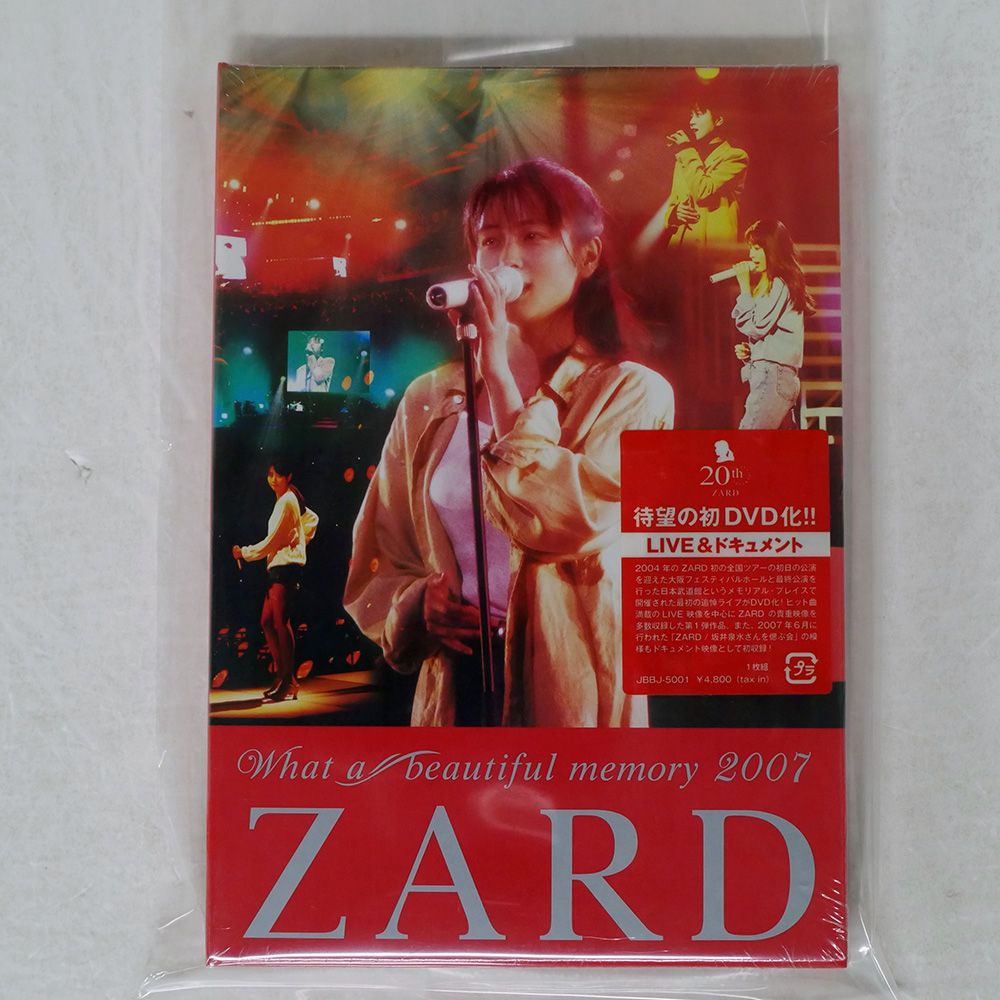 20th
ZARD
待望の初DVD化!!
LIVE&ドキュメント
2004年のZARD初の全国ツアーの初日の公演
を迎えた大阪フェスティバルホールと最終公演を
行った日本武道館というメモリアル・プレイスで
開催された最初の追悼ライブがDVD化!ヒット曲
満載のLIVE映像を中心にZARDの貴重映像を
多数収録した第1弾作品、また、2007年6月に
行われた「ZARD/坂井泉水さんを偲ぶ会」の模
様もドキュメント映像として初収録!
1枚組
プラ
JBBJ-5001 ¥4,800 (tax in)
What a beautiful memory 2007
ZARD